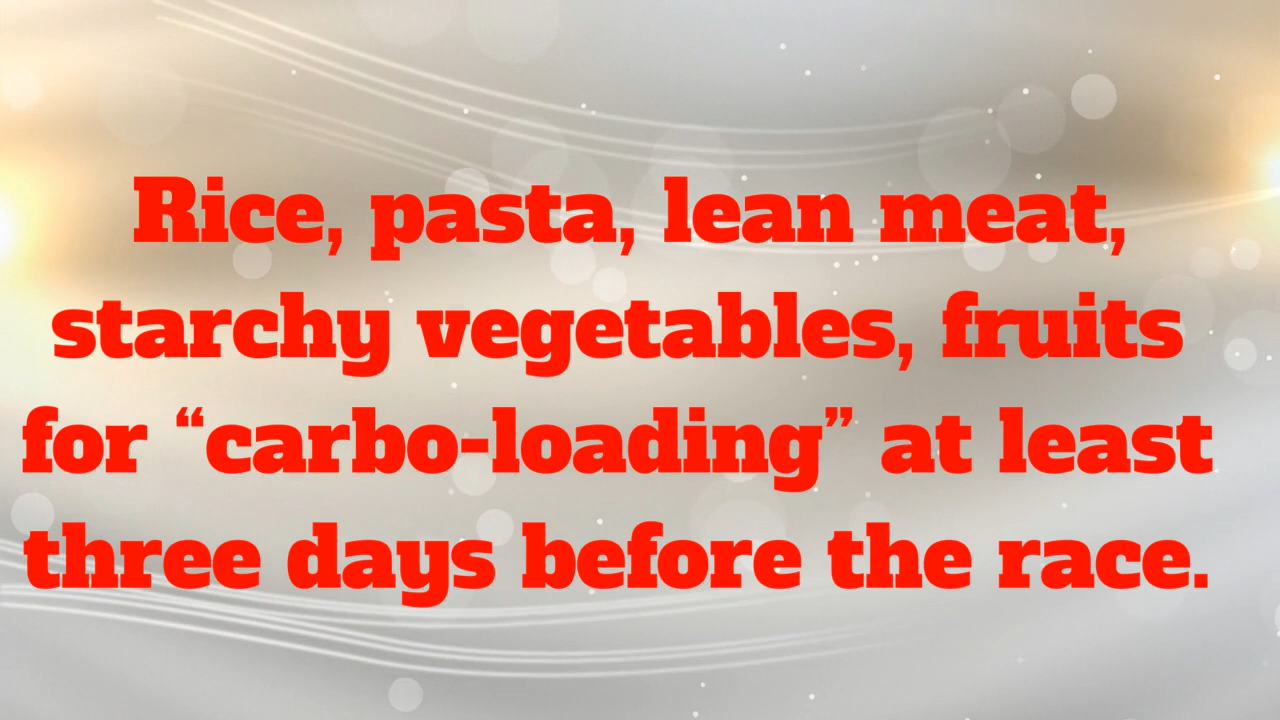 Rice, pasta, lean meat,
starchy vegetables, fruits
for “carbo-loading” at least
three days before the race.